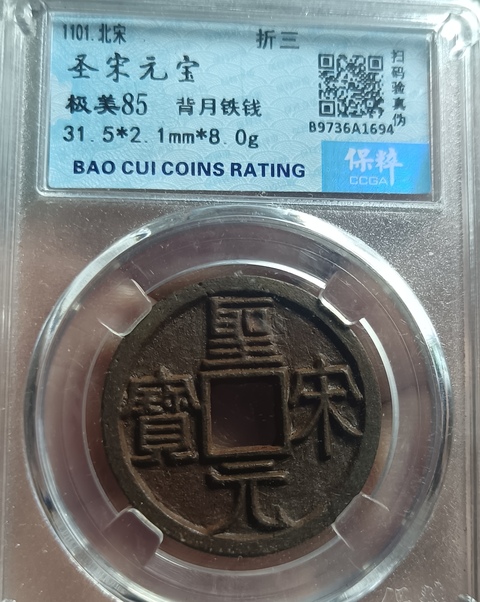 1101.北宋
折三
圣宋元宝
极美85 背月铁钱
31.5*2.1mm*8.0g
BAO CUI COINS RATING
扫码验真伪
B9736A1694
保粹
CCGA
聖宋元寶